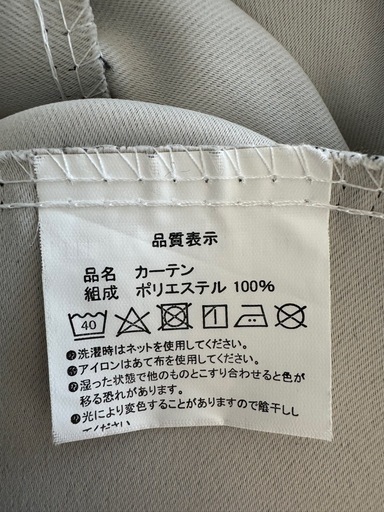 品質表示
品名 カーテン
組成 ポリエステル 100%
40
●洗濯時はネットを使用してください。
●アイロンはあて布を使用してください。
●湿った状態で他のものとこすり合わせると色が
移る恐れがあります。
●光により変色することがありますので陰干しし
てください。